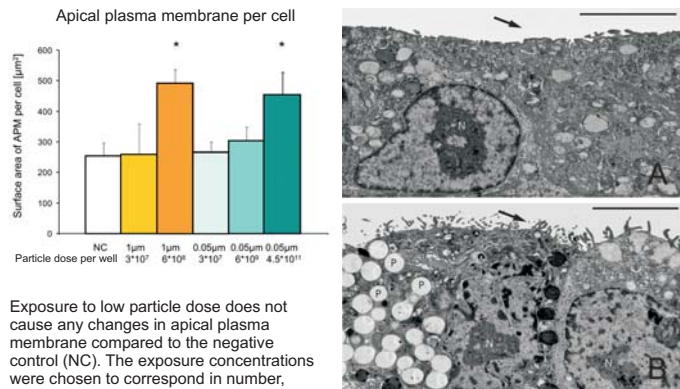 Apical plasma membrane per cell
Surface area of APM per cell [µm²]
600
500
400
300
200
100
0
*
*
NC 1µm 1µm 0.05µm 0.05µm 0.05µm
Particle dose per well 3*10⁷ 6*10⁸ 3*10⁷ 6*10⁹ 4.5*10¹¹
Exposure to low particle dose does not
cause any changes in apical plasma
membrane compared to the negative
control (NC). The exposure concentrations
were chosen to correspond in number,
N
A
P
P
P
N
N
B